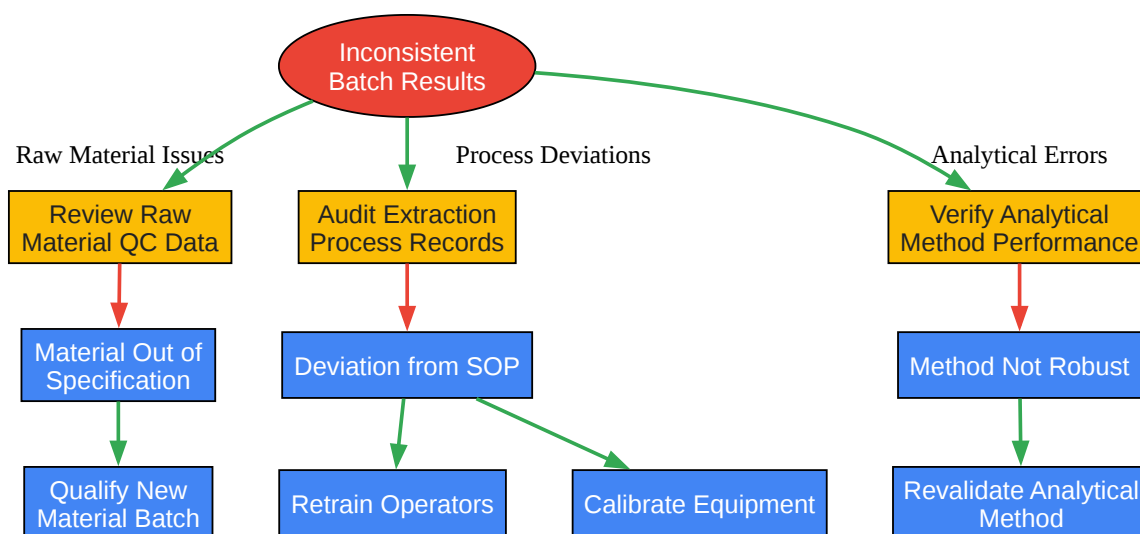 Inconsistent
Batch Results
Raw Material Issues
Process Deviations
Analytical Errors
Review Raw
Material QC Data
Audit Extraction
Process Records
Verify Analytical
Method Performance
Material Out of
Specification
Deviation from SOP
Method Not Robust
Qualify New
Material Batch
Retrain Operators
Calibrate Equipment
Revalidate Analytical
Method